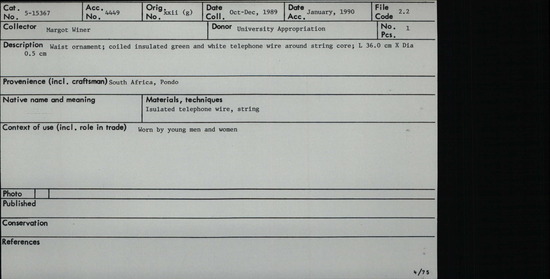 Cat. No. 5-15367 Acc. No. 4449 Orig. No. xxii (g) Date Coll. Oct-Dec, 1989 Date Acc. January, 1990 File Code 2.2
Collector Margot Winer Donor University Appropriation No. Pcs. 1
Description Waist ornament; coiled insulated green and white telephone wire around string core; L 36.0 cm X Dia
0.5 cm
Provenience (incl. craftsman) South Africa, Pondo
Native name and meaning Materials, techniques
Isulated telephone wire, string
Context of use (incl. role in trade) Worn by young men and women
Photo
Published
Conservation
References
4/75